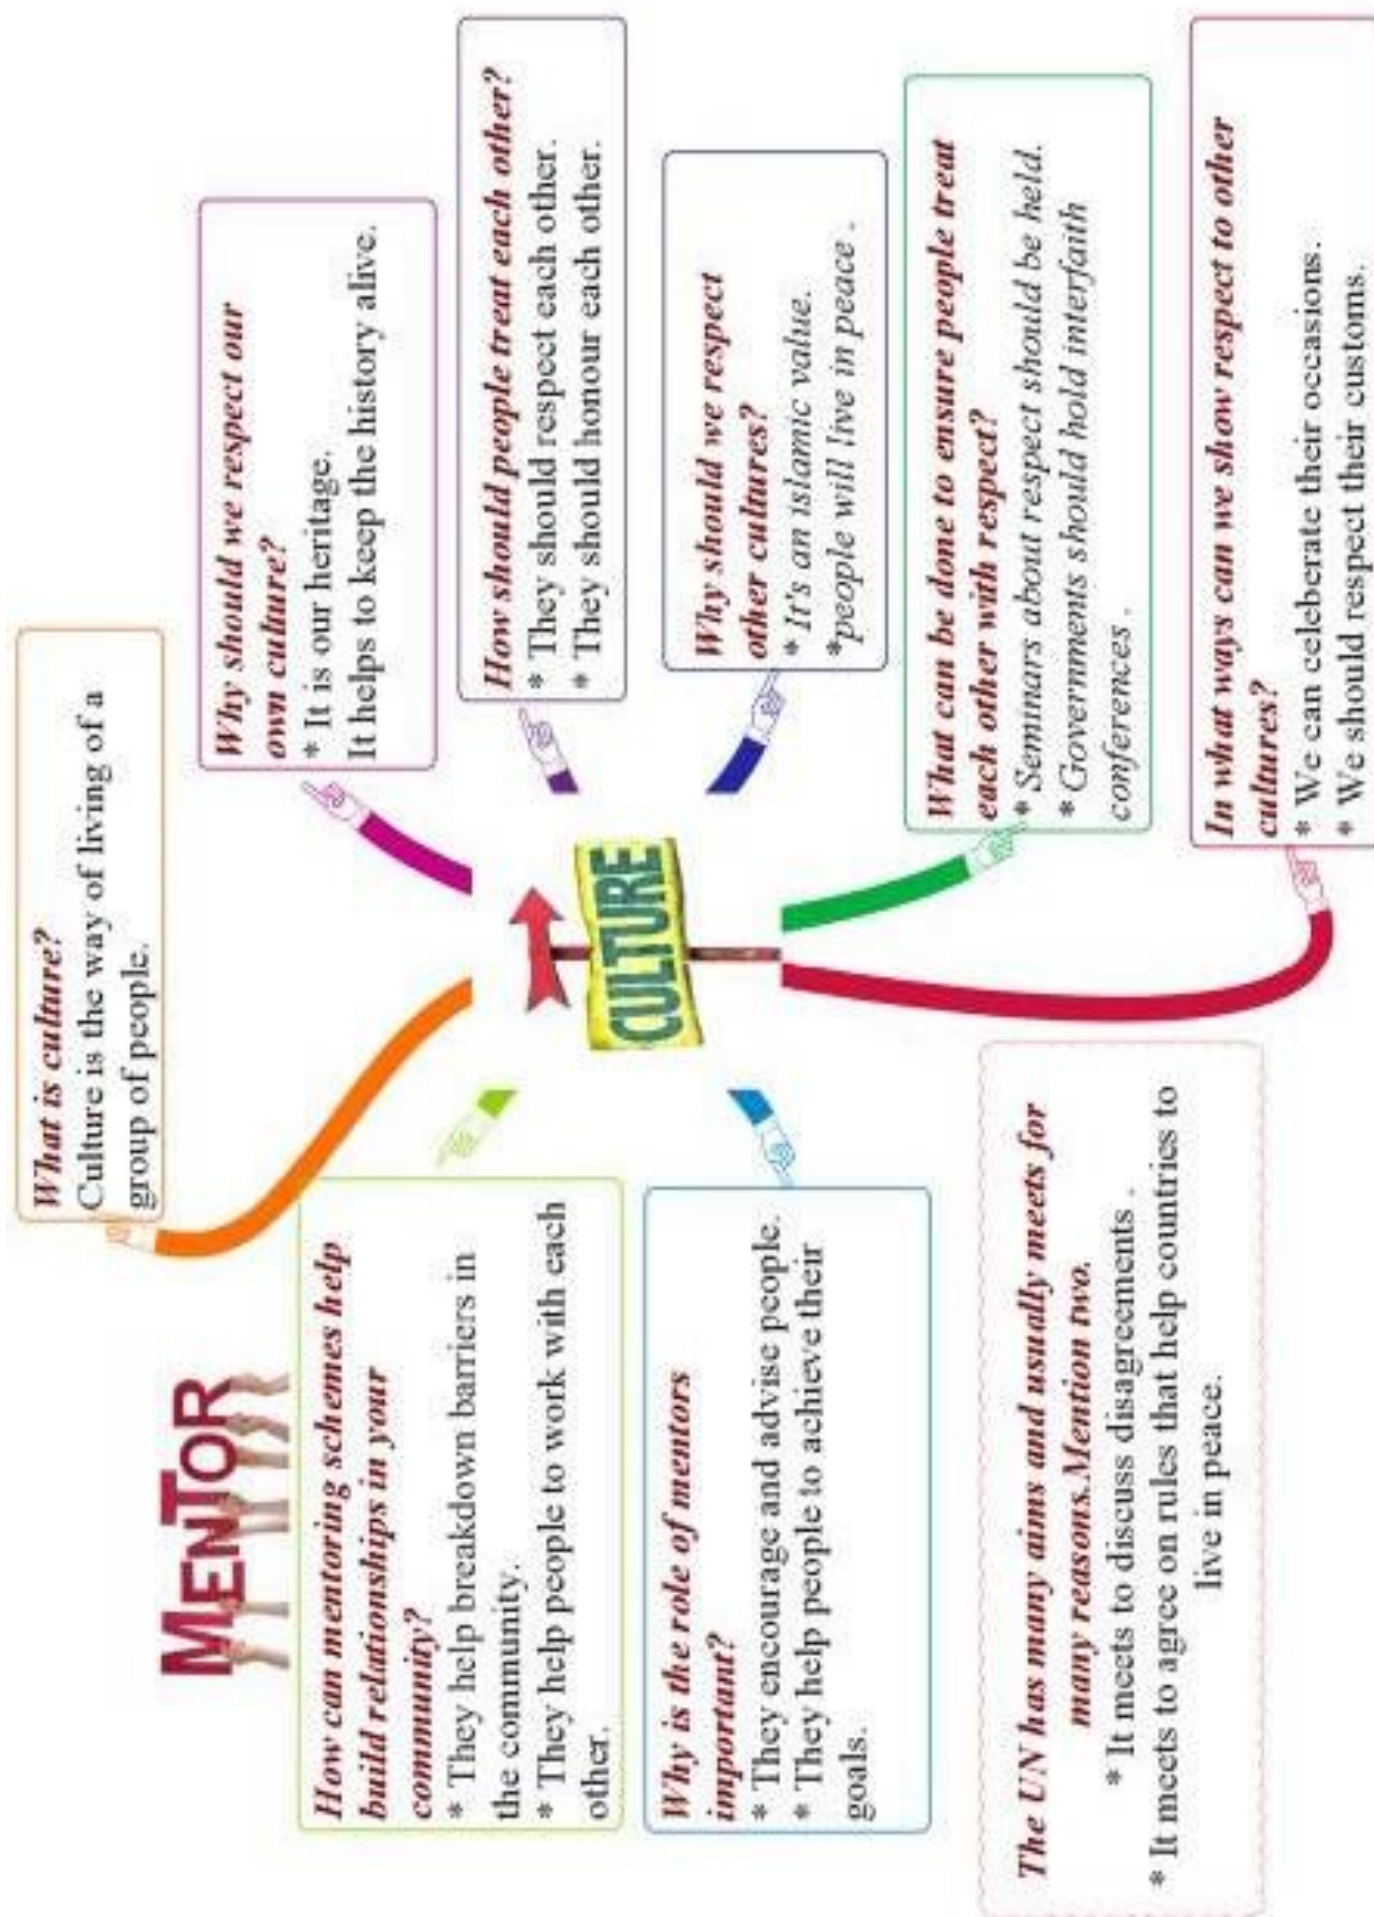 MENTOR
How can mentoring schemes help
build relationships in your
community?
* They help breakdown barriers in
the community.
* They help people to work with each
other.
Why is the role of mentors
important?
* They encourage and advise people.
* They help people to achieve their
goals.
The UN has many aims and usually meets for
many reasons.Mention two.
* It meets to discuss disagreements .
* It meets to agree on rules that help countries to
live in peace.
CULTURE
What is culture?
Culture is the way of living of a
group of people.
Why should we respect our
own culture?
* It is our heritage.
It helps to keep the history alive.
How should people treat each other?
* They should respect each other.
* They should honour each other.
Why should we respect
other cultures?
* It's an islamic value.
*people will live in peace .
What can be done to ensure people treat
each other with respect?
* Seminars about respect should be held.
* Governments should hold interfaith
conferences .
In what ways can we show respect to other
cultures?
* We can celeberate their occasions.
* We should respect their customs.